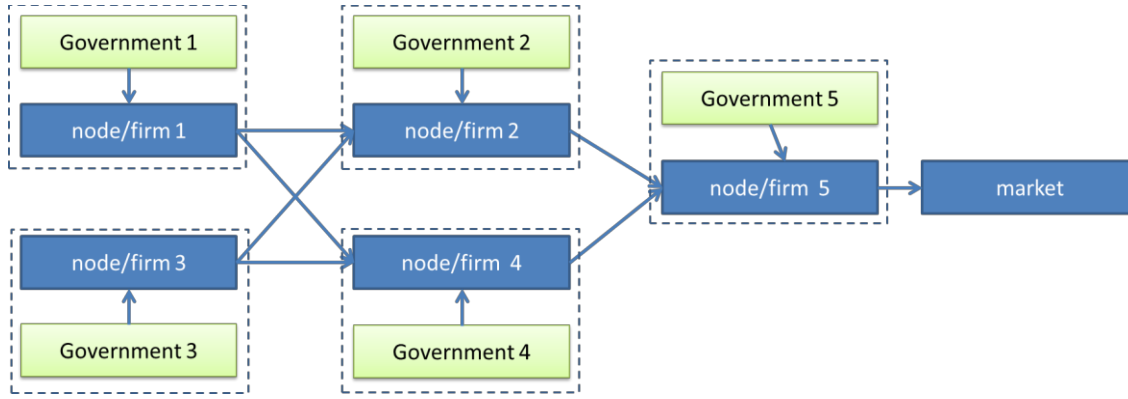 Government 1
Government 2
Government 5
node/firm 1
node/firm 2
node/firm 5
market
node/firm 3
node/firm 4
Government 3
Government 4